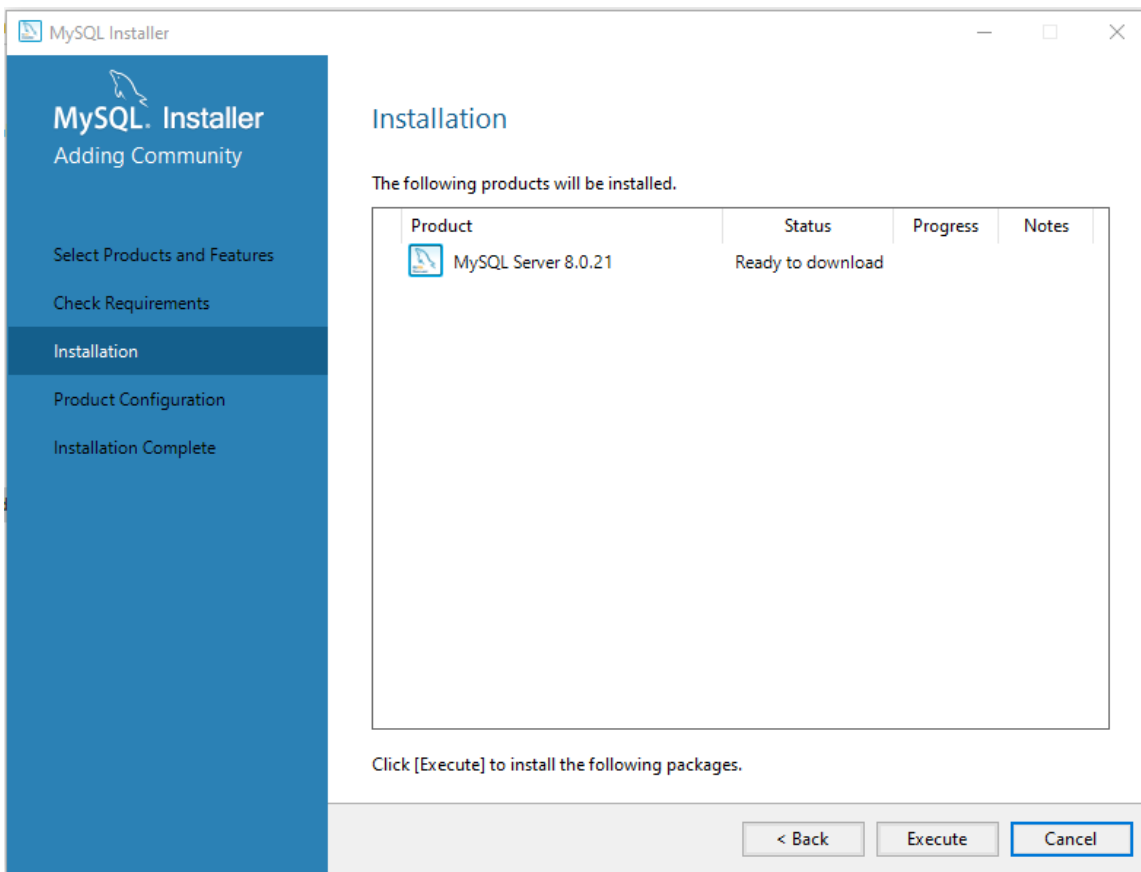 MySQL Installer
MySQL. Installer
Adding Community
Select Products and Features
Check Requirements
Installation
Product Configuration
Installation Complete
Installation
The following products will be installed.
Product Status Progress Notes
MySQL Server 8.0.21 Ready to download
Click [Execute] to install the following packages.
< Back Execute Cancel